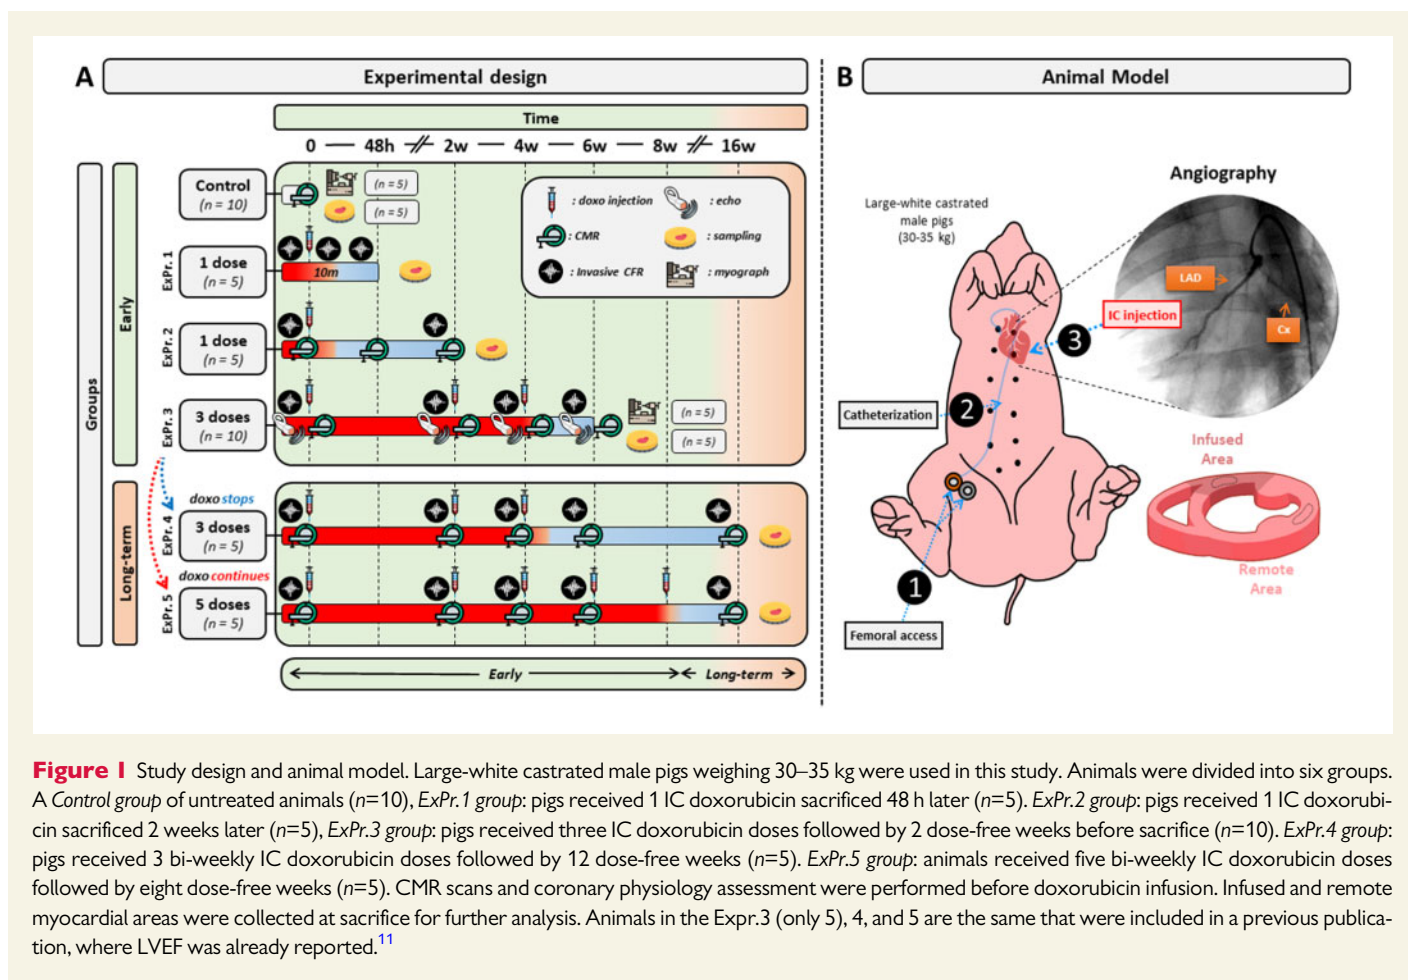 A
Experimental design
Time
0 — 48h 2w — 4w — 6w — 8w 16w
Groups
Early
Control
(n = 10)
(n = 5)
(n = 5)
: doxo injection
: echo
: CMR
: sampling
: Invasive CFR
: myograph
ExPr. 1
1 dose
(n = 5)
10m
ExPr. 2
1 dose
(n = 5)
ExPr. 3
3 doses
(n = 10)
(n = 5)
(n = 5)
Long-term
doxo stops
ExPr. 4
3 doses
(n = 5)
doxo continues
ExPr. 5
5 doses
(n = 5)
Early
Long-term
B
Animal Model
Large-white castrated
male pigs
(30-35 kg)
Angiography
LAD
Cx
IC injection
3
Catheterization
2
1
Femoral access
Infused
Area
Remote
Area
Figure 1 Study design and animal model. Large-white castrated male pigs weighing 30–35 kg were used in this study. Animals were divided into six groups.
A Control group of untreated animals (n=10), ExPr.1 group: pigs received 1 IC doxorubicin sacrificed 48 h later (n=5). ExPr.2 group: pigs received 1 IC doxorubi-
cin sacrificed 2 weeks later (n=5), ExPr.3 group: pigs received three IC doxorubicin doses followed by 2 dose-free weeks before sacrifice (n=10). ExPr.4 group:
pigs received 3 bi-weekly IC doxorubicin doses followed by 12 dose-free weeks (n=5). ExPr.5 group: animals received five bi-weekly IC doxorubicin doses
followed by eight dose-free weeks (n=5). CMR scans and coronary physiology assessment were performed before doxorubicin infusion. Infused and remote
myocardial areas were collected at sacrifice for further analysis. Animals in the Expr.3 (only 5), 4, and 5 are the same that were included in a previous publica-
tion, where LVEF was already reported.11